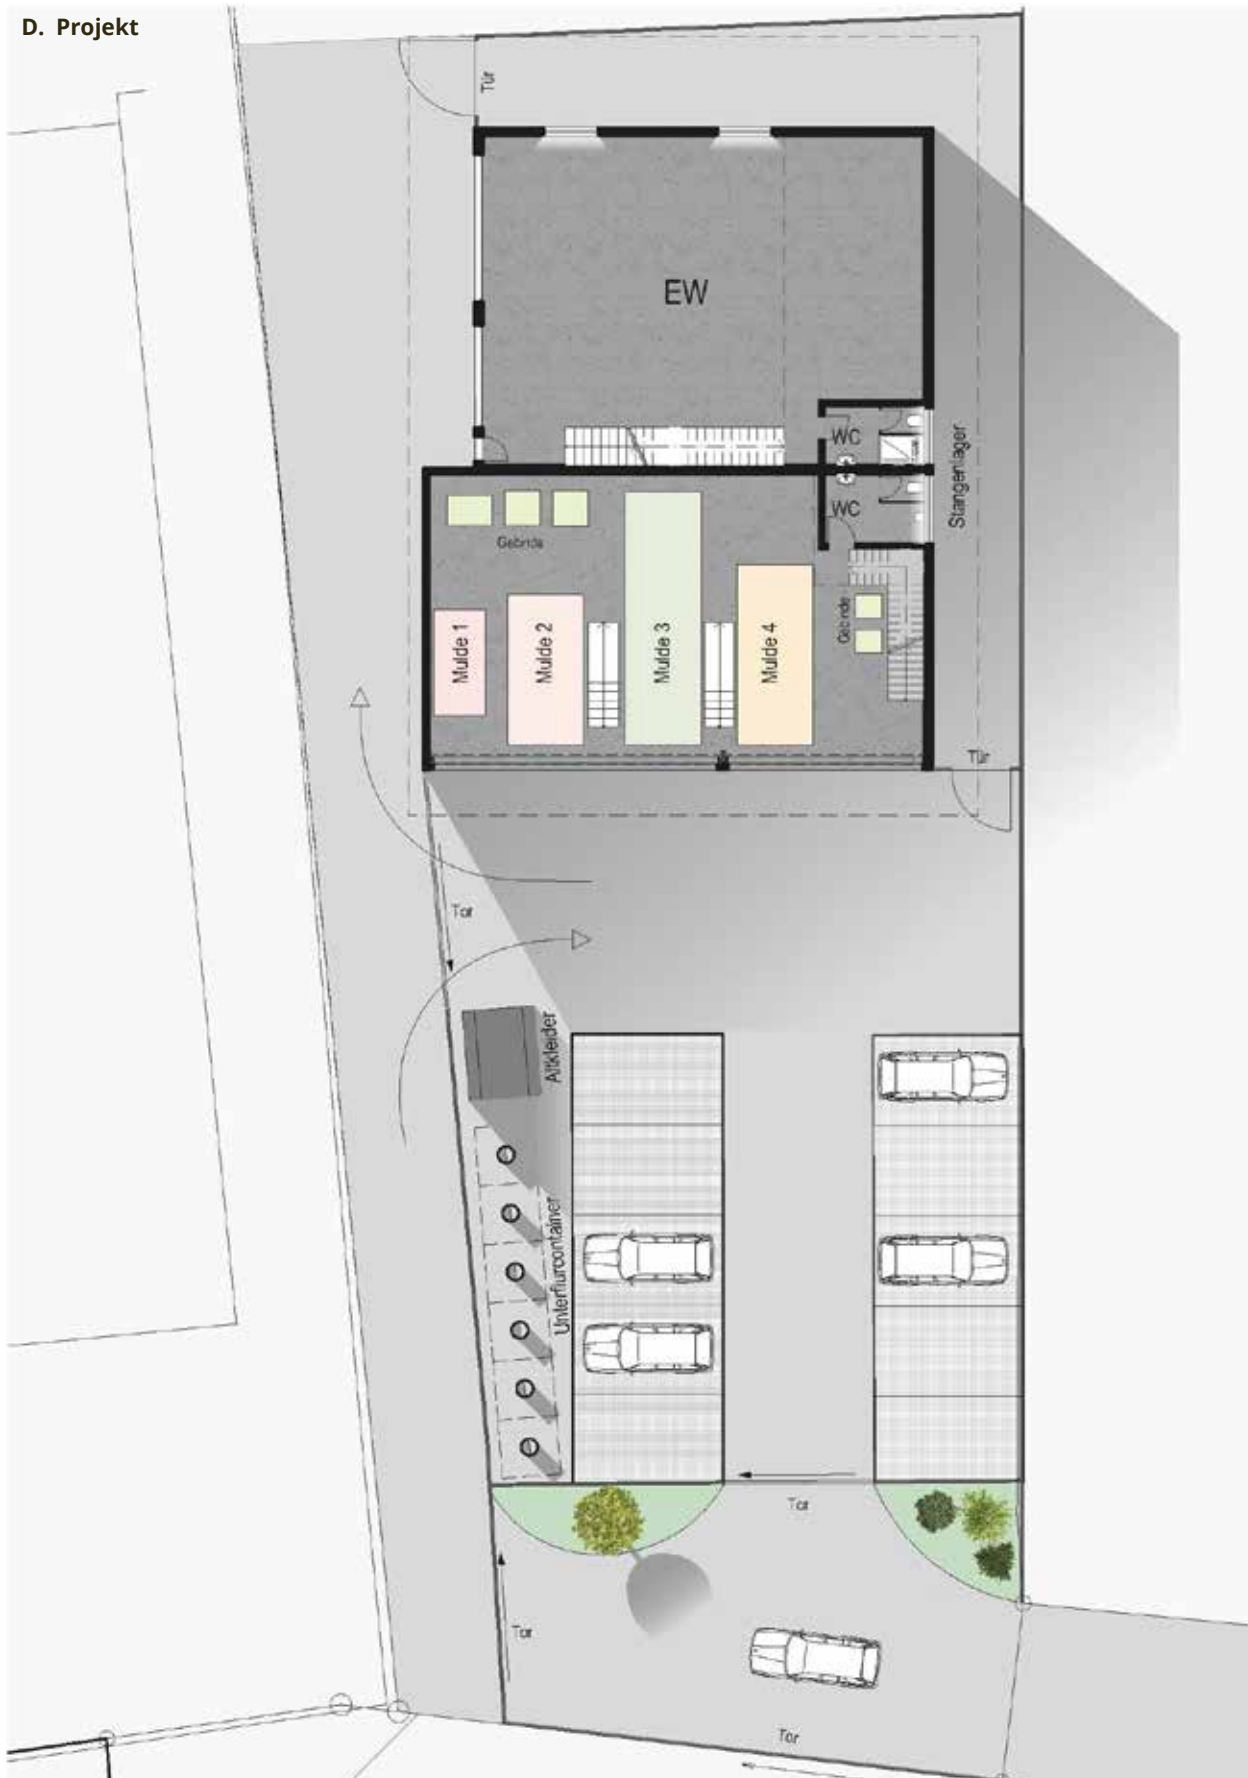 D. Projekt
Tür
EW
WC
Stangenlager
WC
Gebinde
Mulde 1
Mulde 2
Mulde 3
Mulde 4
Gebinde
Tür
Tor
Altkleider
Unterflurcontainer
Tor
Tor
Tor